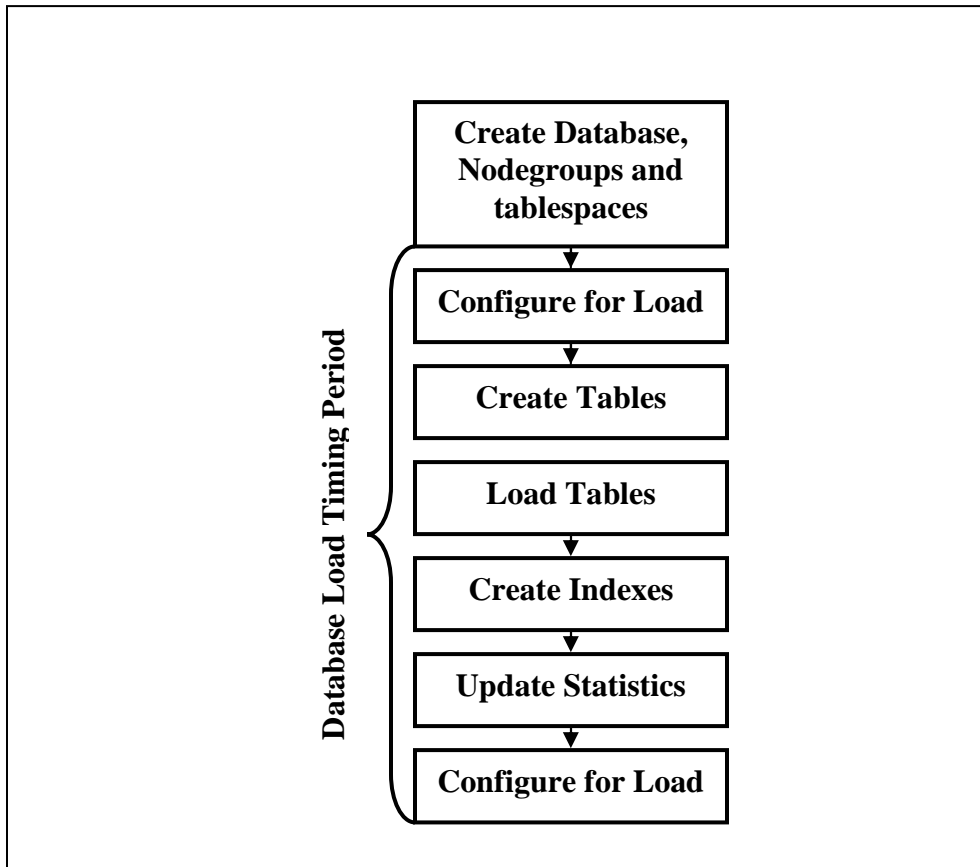 Create Database,
Nodegroups and
tablespaces
Configure for Load
Create Tables
Load Tables
Create Indexes
Update Statistics
Configure for Load
Database Load Timing Period